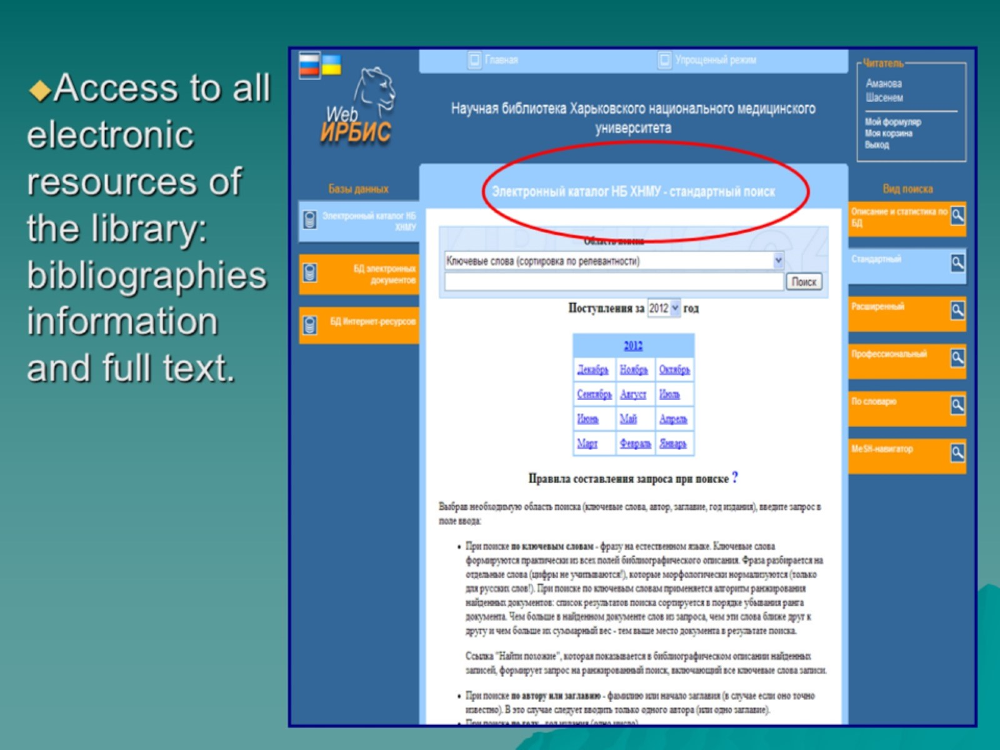 Access to all
electronic
resources of
the library:
bibliographies
information
and full text.
Главная
Упрощенный режим
Web
ИРБИС
Научная библиотека Харьковского национального медицинского
университета
Читатель
Аманова
Шасенем
Мой формуляр
Моя корзина
Выход
Базы данных
Электронный каталог НБ
ХНМУ
БД электронных
документов
БД Интернет-ресурсов
Электронный каталог НБ ХНМУ - стандартный поиск
Область поиска
Ключевые слова (сортировка по релевантности)
Поиск
Поступления за 2012 год
2012
Декабрь Ноябрь Октябрь
Сентябрь Август Июль
Июнь Май Апрель
Март Февраль Январь
Правила составления запроса при поиске ?
Выбрав необходимую область поиска (ключевые слова, автор, заглавие, год издания), введите запрос в
поле ввода:
При поиске по ключевым словам - фразу на естественном языке. Ключевые слова
формируются практически из всех полей библиографического описания. Фраза разбирается на
отдельные слова (цифры не учитываются!), которые морфологически нормализуются (только
для русских слов!). При поиске по ключевым словам применяется алгоритм ранжирования
найденных документов: список результатов поиска сортируется в порядке убывания ранга
документа. Чем больше в найденном документе слов из запроса, чем эти слова ближе друг к
другу и чем больше их суммарный вес - тем выше место документа в результате поиска.
Ссылка "Найти похожие", которая показывается в библиографическом описании найденных
записей, формирует запрос на ранжированный поиск, включающий все ключевые слова записи.
При поиске по автору или заглавию - фамилию или начало заглавия (в случае если оно точно
известно). В это случае следует вводить только одного автора (или одно заглавие).
При поиске по году - год издания (одно число)
Вид поиска
Описание и статистика по
БД
Стандартный
Расширенный
Профессиональный
По словарю
MeSH-навигатор